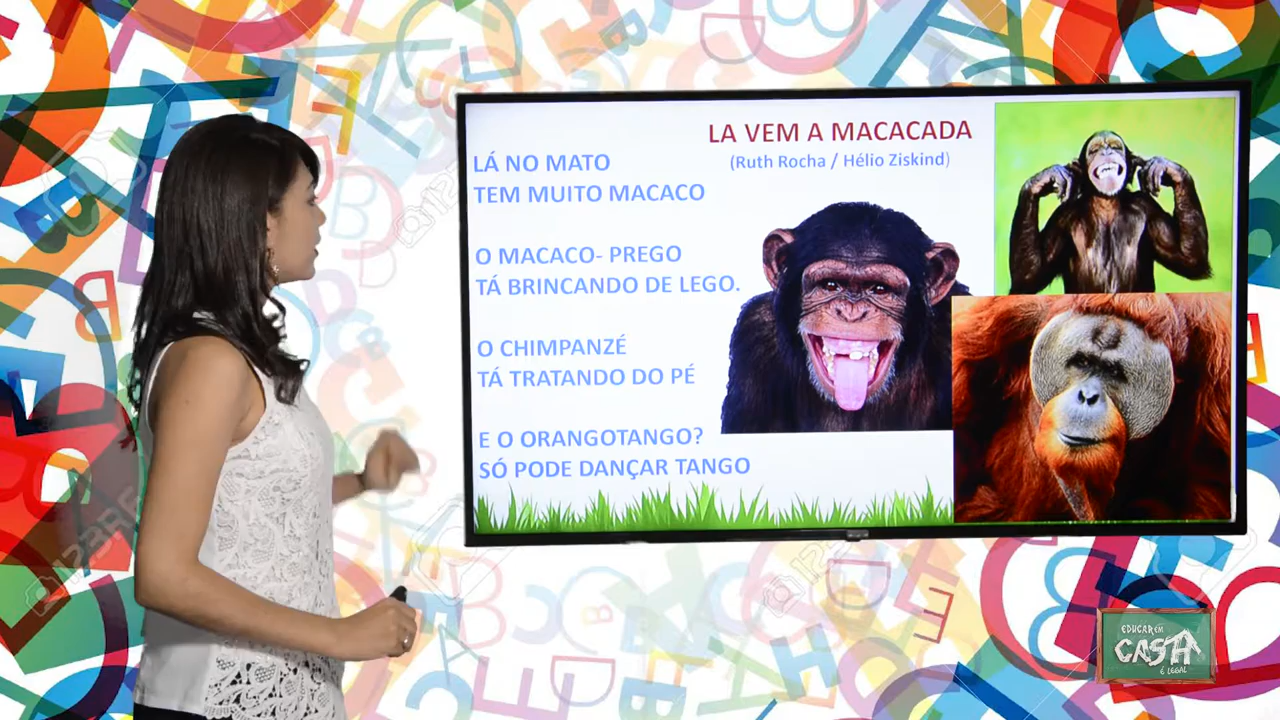 LA VEM A MACACADA
(Ruth Rocha / Hélio Ziskind)
LÁ NO MATO
TEM MUITO MACACO
O MACACO- PREGO
TÁ BRINCANDO DE LEGO.
O CHIMPANZÉ
TÁ TRATANDO DO PÉ
E O ORANGOTANGO?
SÓ PODE DANÇAR TANGO
EDUCAR EM
CASA
É LEGAL